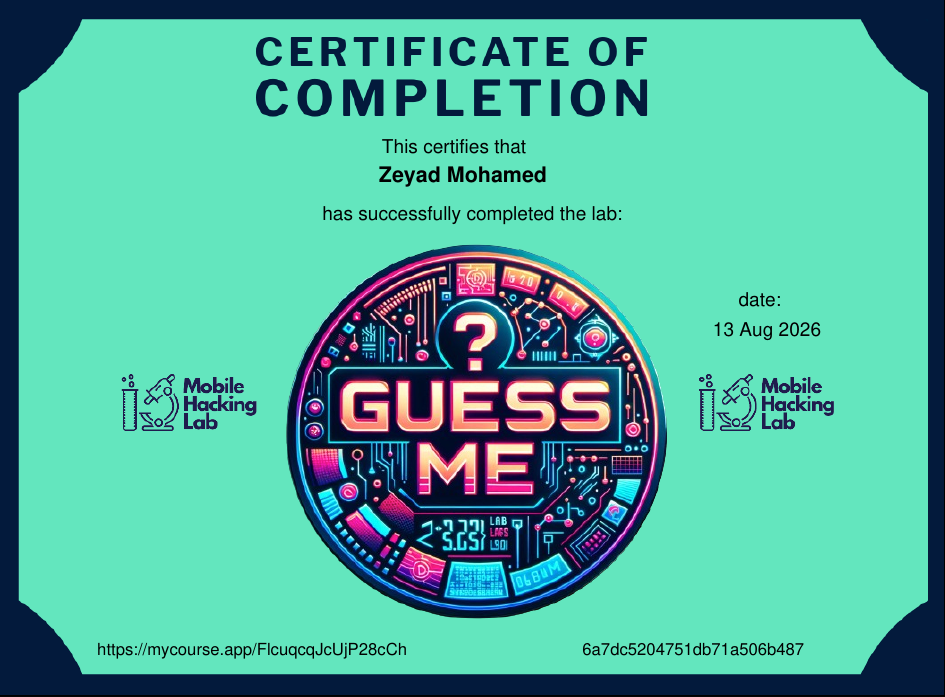 CERTIFICATE OF
COMPLETION
This certifies that
Zeyad Mohamed
has successfully completed the lab:
date:
13 Aug 2026
?
GUESS
ME
Mobile
Hacking
Lab
Mobile
Hacking
Lab
LAB
https://mycourse.app/FlcuqcqJcUjP28cCh
6a7dc5204751db71a506b487